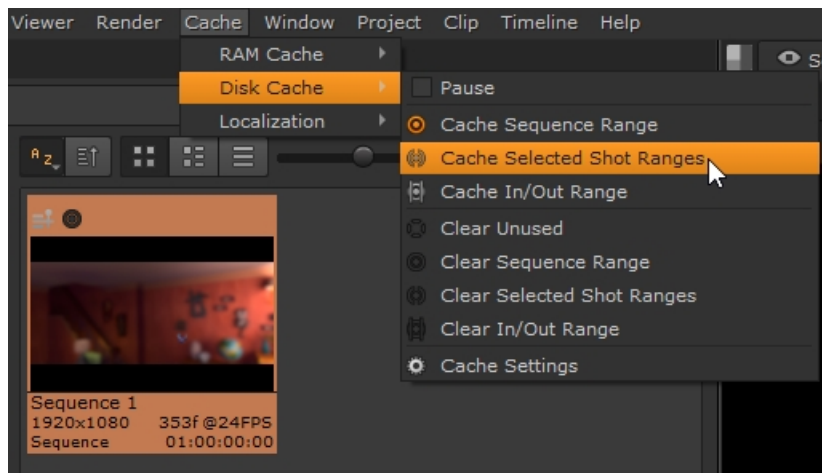 Viewer Render Cache Window Project Clip Timeline Help
RAM Cache
Disk Cache
Localization
Pause
Cache Sequence Range
Cache Selected Shot Ranges
Cache In/Out Range
Clear Unused
Clear Sequence Range
Clear Selected Shot Ranges
Clear In/Out Range
Cache Settings
A z
S
Sequence 1
1920x1080 353f @24FPS
Sequence 01:00:00:00